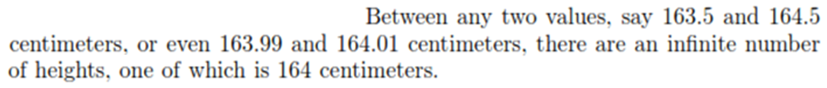 Between any two values, say 163.5 and 164.5
centimeters, or even 163.99 and 164.01 centimeters, there are an infinite number
of heights, one of which is 164 centimeters.